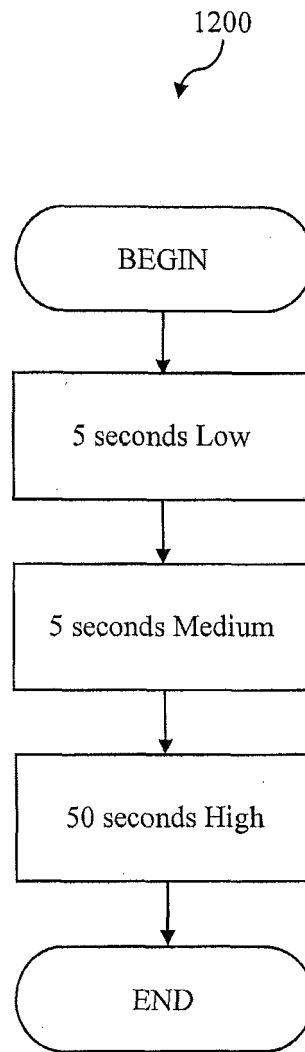 1200
BEGIN
5 seconds Low
5 seconds Medium
50 seconds High
END